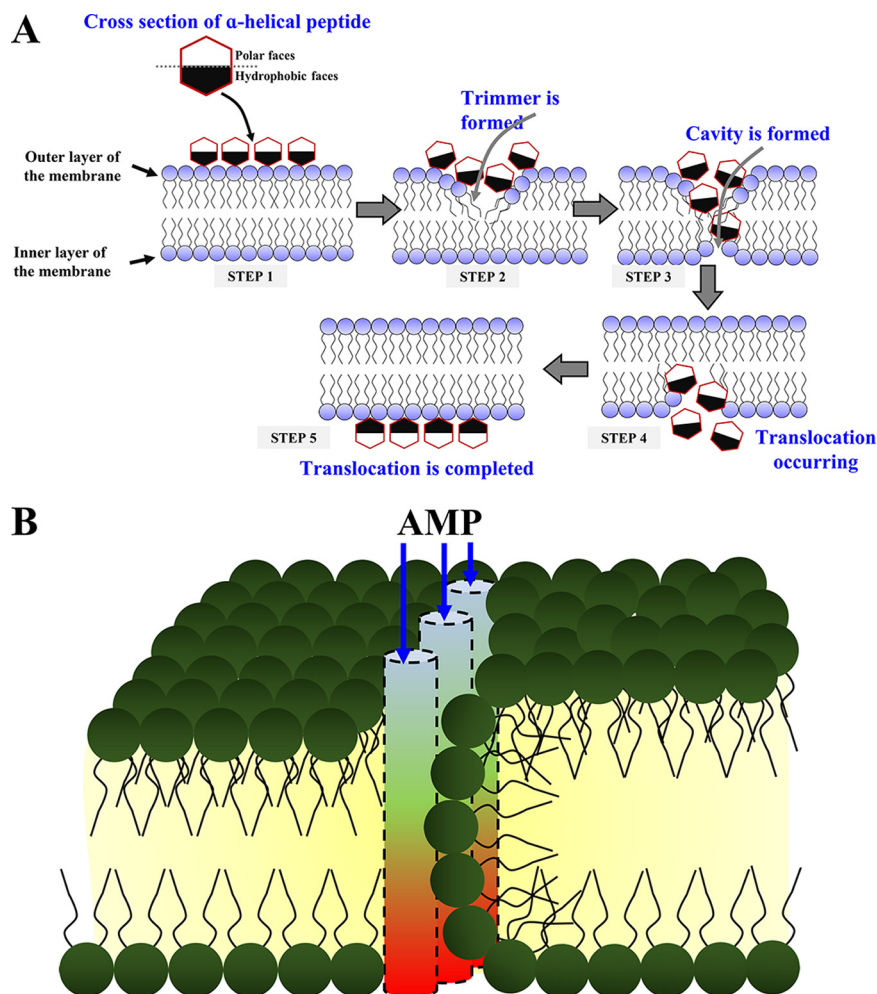 A
Cross section of α-helical peptide
Polar faces
Hydrophobic faces
Trimmer is
formed
Cavity is formed
Outer layer of
the membrane
Inner layer of
the membrane
STEP 1
STEP 2
STEP 3
STEP 5
STEP 4
Translocation is completed
Translocation
occurring
B
AMP